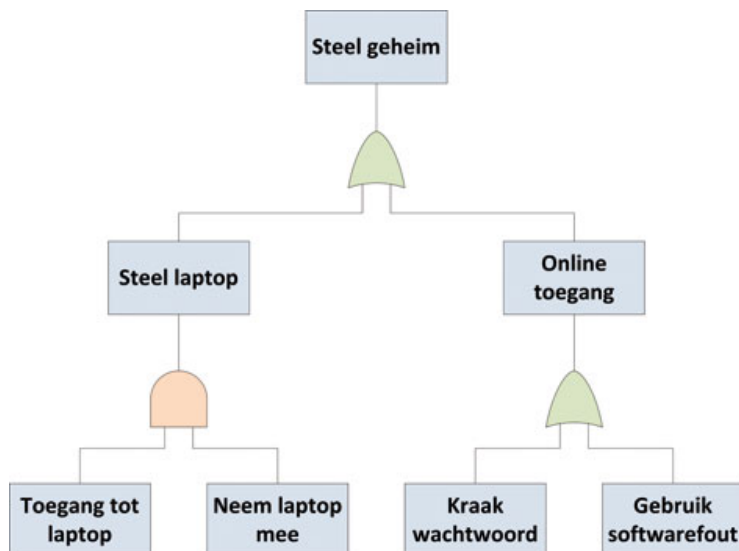 Steel geheim
Steel laptop
Online
toegang
Toegang tot
laptop
Neem laptop
mee
Kraak
wachtwoord
Gebruik
softwarefout